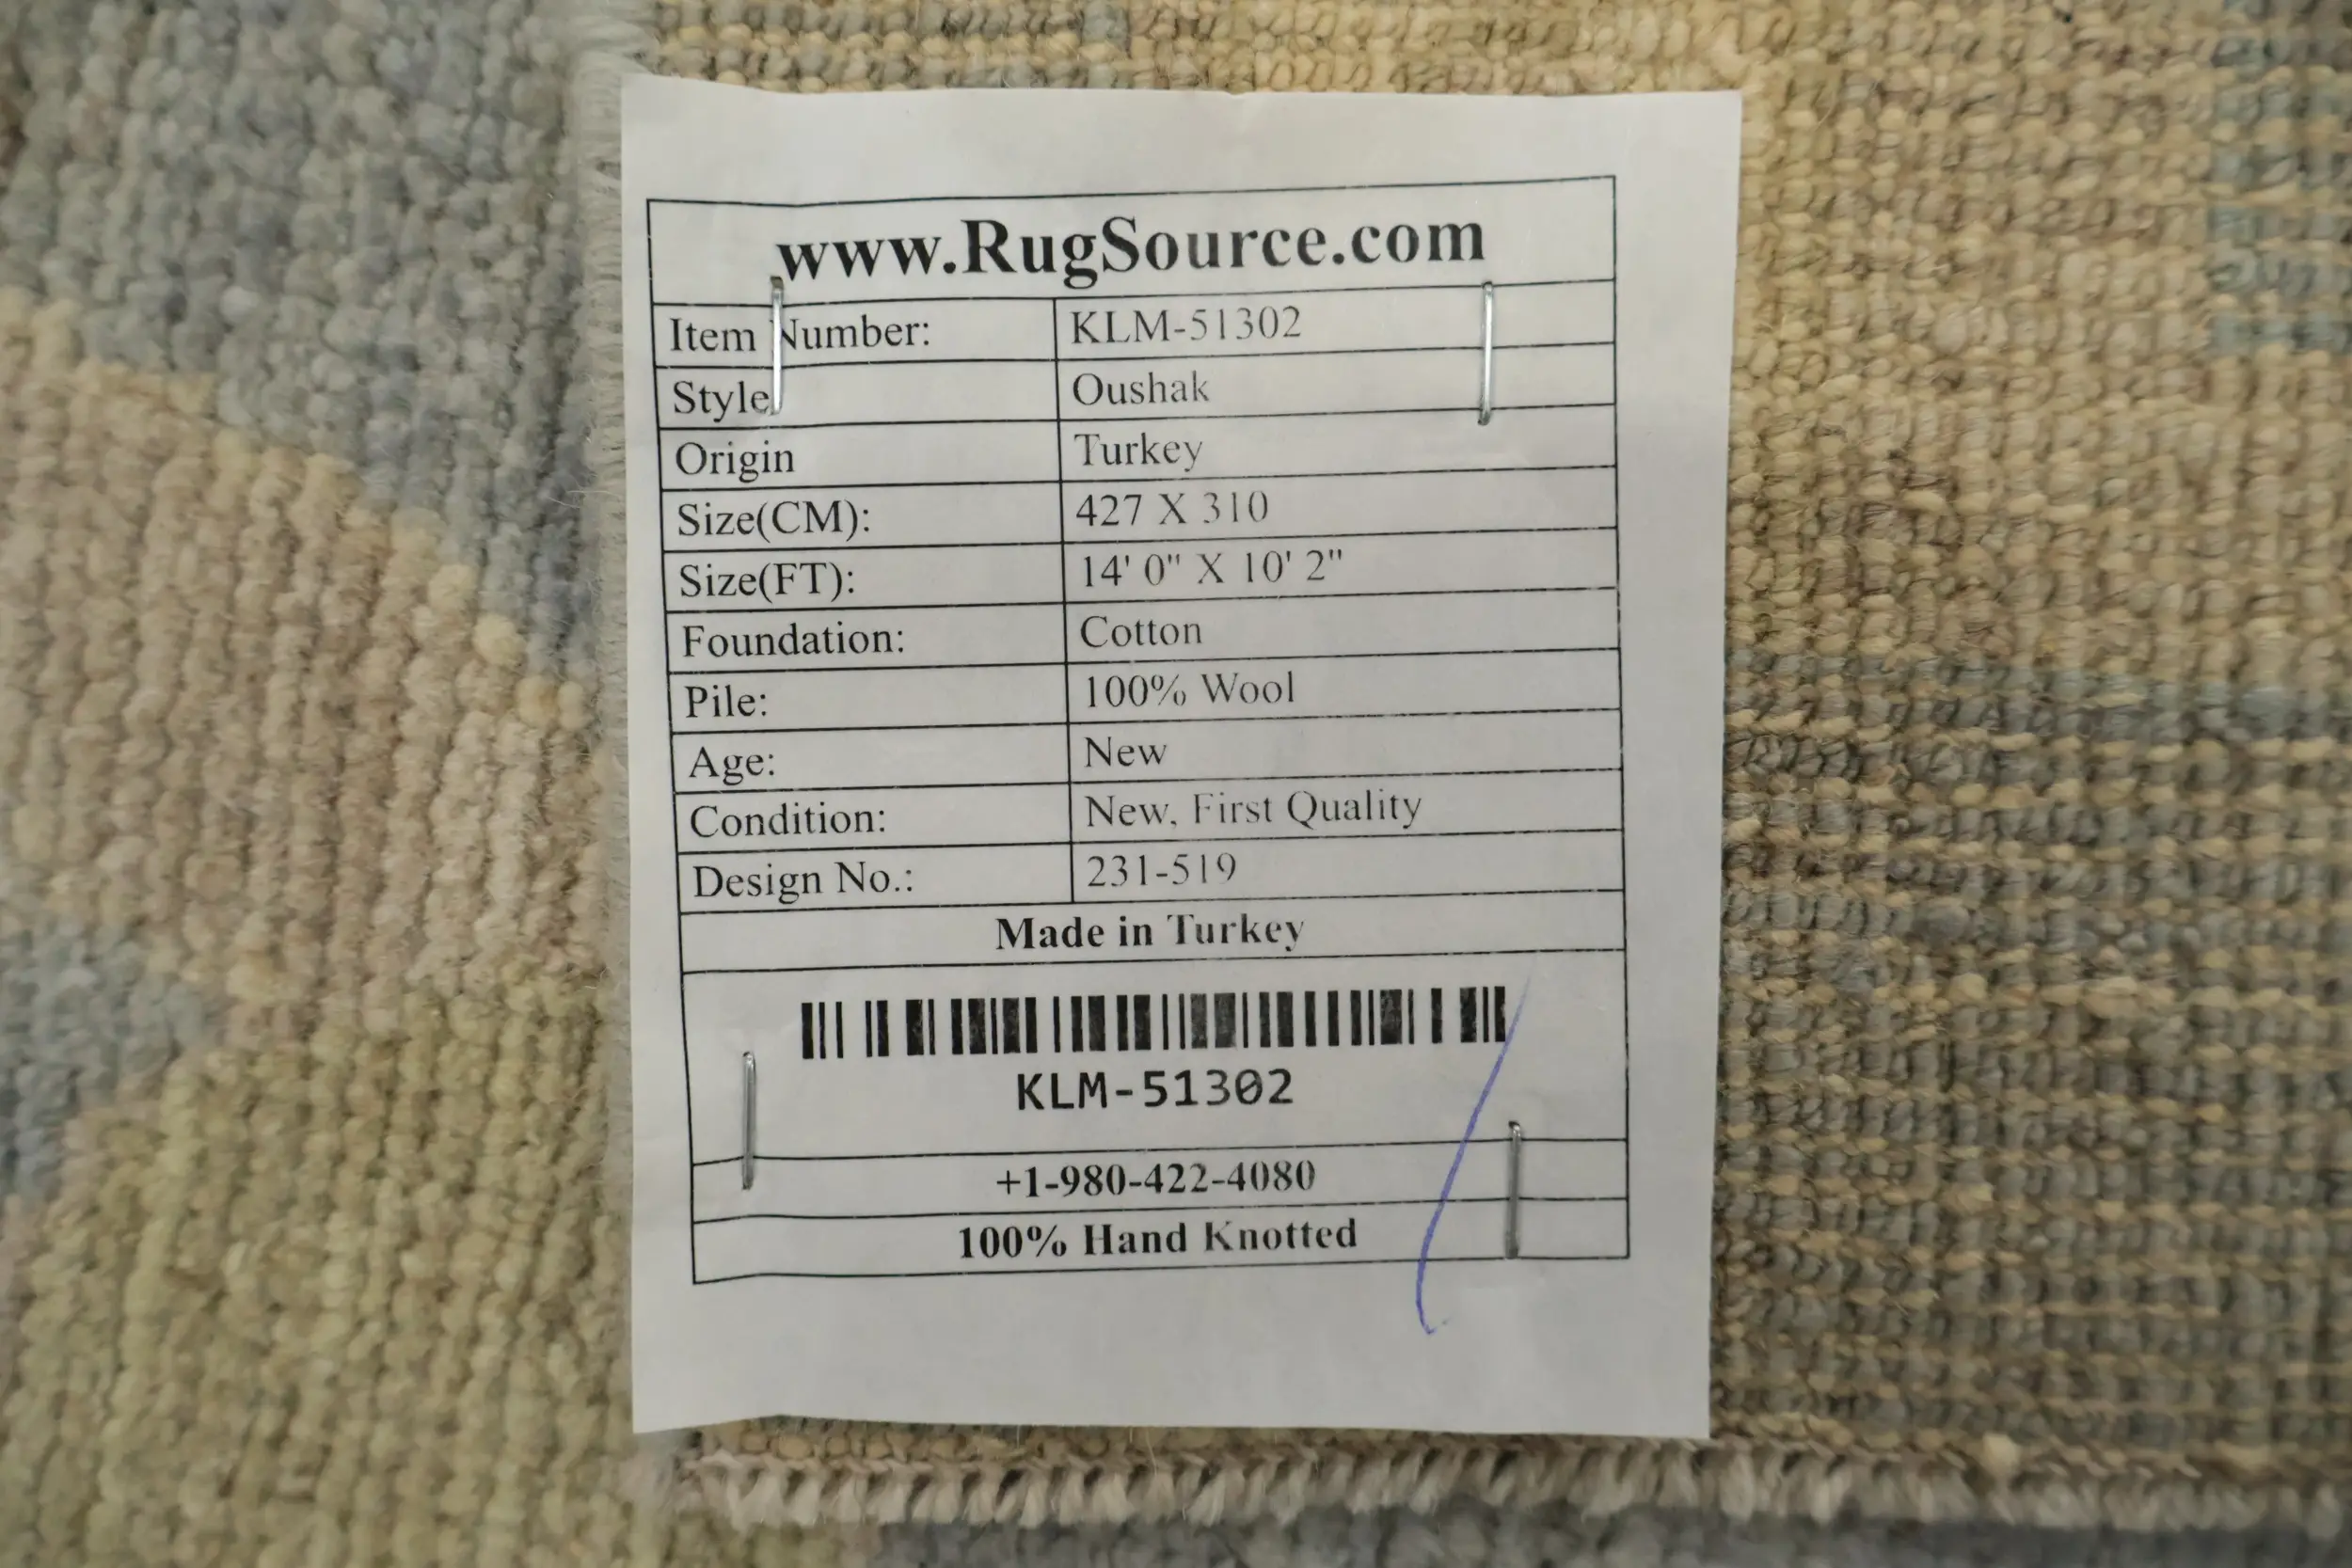 www.RugSource.com
Item Number: KLM-51302
Style Oushak
Origin Turkey
Size(CM): 427 X 310
Size(FT): 14' 0" X 10' 2"
Foundation: Cotton
Pile: 100% Wool
Age: New
Condition: New, First Quality
Design No.: 231-519
Made in Turkey
KLM-51302
+1-980-422-4080
100% Hand Knotted